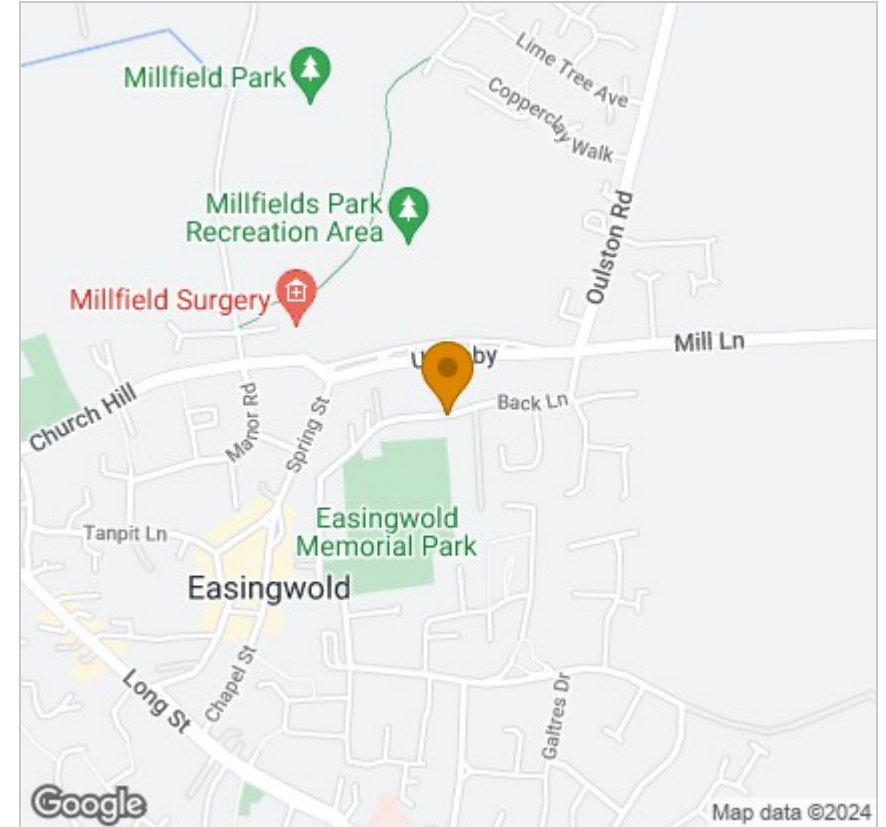 Millfield Park
Lime Tree Ave
Copperclay Walk
Millfields Park
Recreation Area
Oulston Rd
Millfield Surgery
Mill Ln
Back Ln
Church Hill
Manor Rd
Spring St
Easingwold
Memorial Park
Tanpit Ln
Easingwold
Chapel St
Long St
Galtres Dr
Google
Map data ©2024